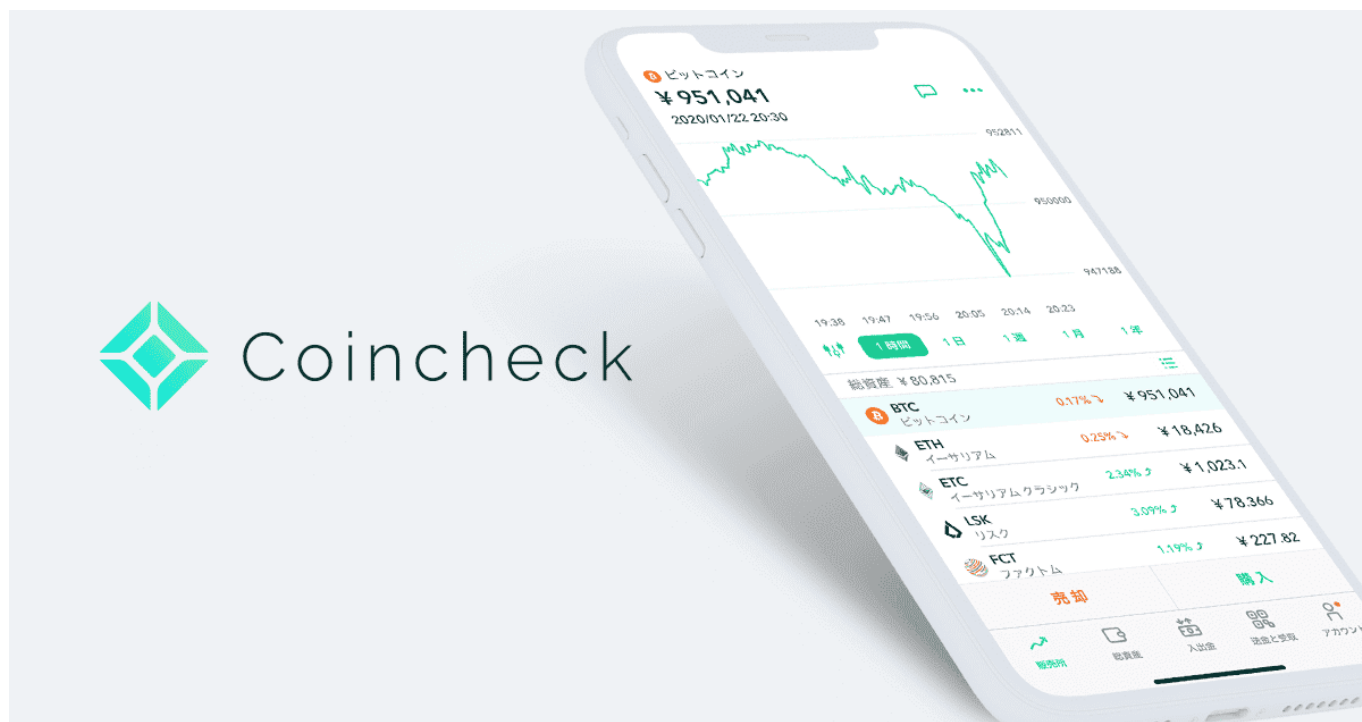 Coincheck
ビットコイン
¥951,041
2020/01/22 20:30
952811
950000
947188
19:38 19:47 19:56 20:05 20:14 20:23
1時間 1日 1週 1月 1年
総資産 ¥80,815
BTC 0.17% ¥951,041
ビットコイン
ETH 0.25% ¥18,426
イーサリアム
ETC 2.34% ¥1,023.1
イーサリアムクラシック
LSK 3.09% ¥78.366
リスク
FCT 1.19% ¥227.82
ファクトム
売却 購入
販売所 総資産 入出金 送金と受取 アカウント